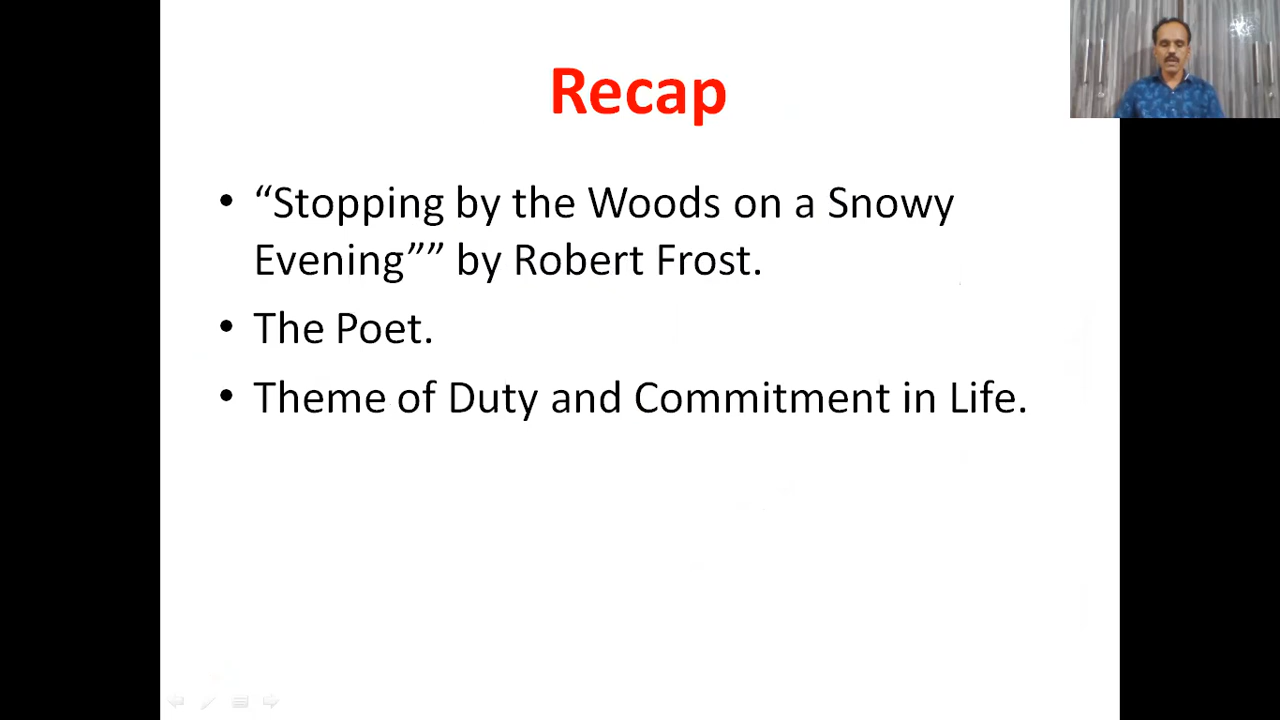 Recap
• “Stopping by the Woods on a Snowy
Evening”” by Robert Frost.
• The Poet.
• Theme of Duty and Commitment in Life.